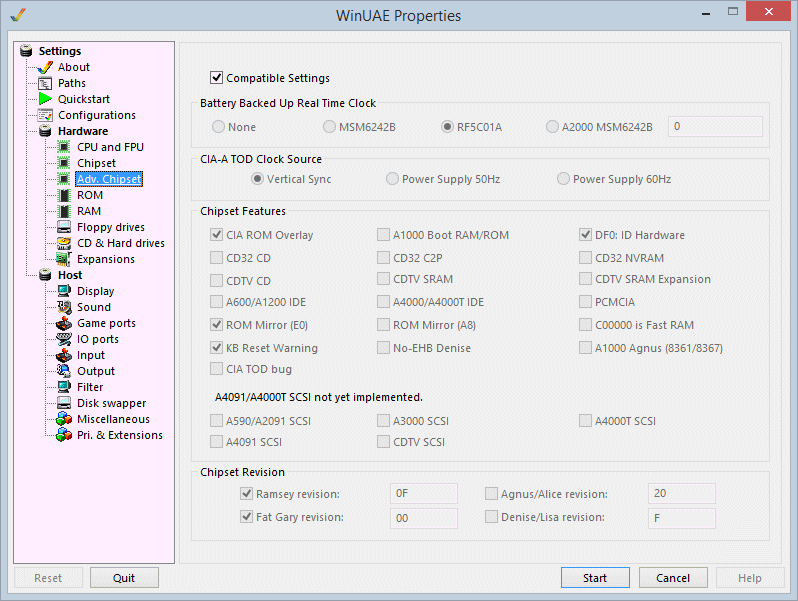 WinUAE Properties
Settings
About
Paths
Quickstart
Configurations
Hardware
CPU and FPU
Chipset
Adv. Chipset
ROM
RAM
Floppy drives
CD & Hard drives
Expansions
Host
Display
Sound
Game ports
IO ports
Input
Output
Filter
Disk swapper
Miscellaneous
Pri. & Extensions
Compatible Settings
Battery Backed Up Real Time Clock
None MSM6242B RF5C01A A2000 MSM6242B 0
CIA-A TOD Clock Source
Vertical Sync Power Supply 50Hz Power Supply 60Hz
Chipset Features
CIA ROM Overlay A1000 Boot RAM/ROM DF0: ID Hardware
CD32 CD CD32 C2P CD32 NVRAM
CDTV CD CDTV SRAM CDTV SRAM Expansion
A600/A1200 IDE A4000/A4000T IDE PCMCIA
ROM Mirror (E0) ROM Mirror (A8) C00000 is Fast RAM
KB Reset Warning No-EHB Denise A1000 Agnus (8361/8367)
CIA TOD bug
A4091/A4000T SCSI not yet implemented.
A590/A2091 SCSI A3000 SCSI A4000T SCSI
A4091 SCSI CDTV SCSI
Chipset Revision
Ramsey revision: 0F Agnus/Alice revision: 20
Fat Gary revision: 00 Denise/Lisa revision: F
Reset Quit Start Cancel Help